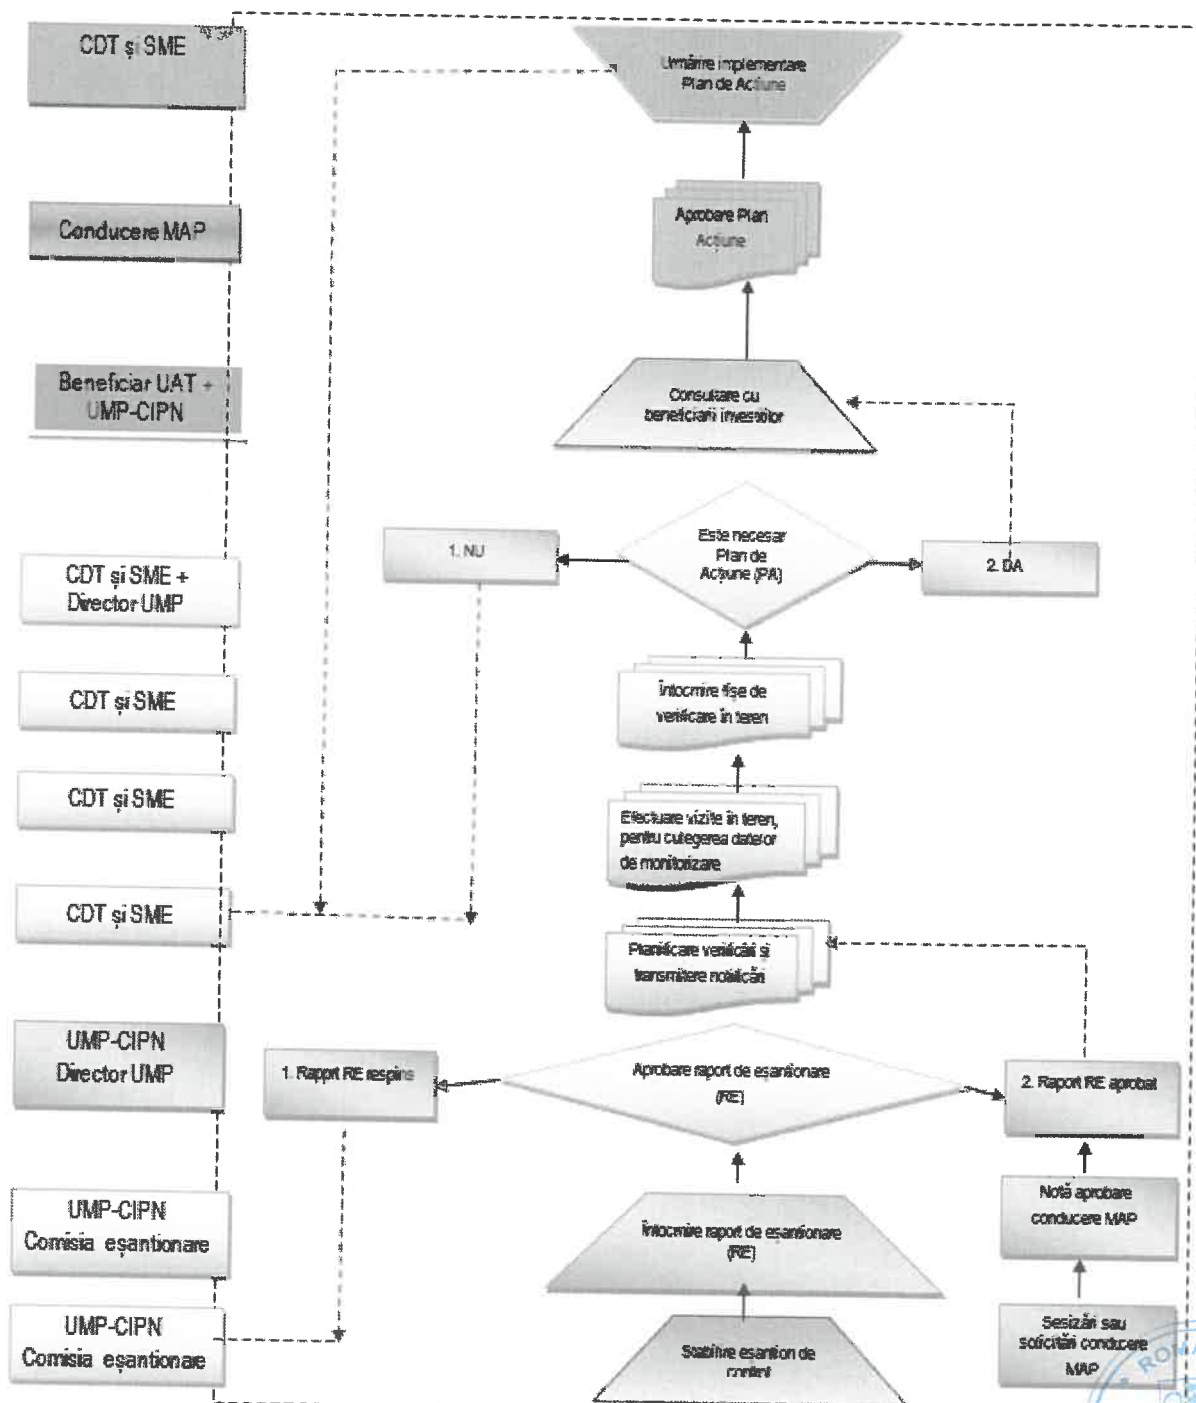 CDT și SME
Urmărire implementare
Plan de Acțiune
Conducere MAP
Aprobare Plan
Acțiune
Beneficiar UAT +
UMP-CIPN
Consultare cu
beneficiarii investiilor
1. NU
Este necesar
Plan de
Acțiune (PA)
2. DA
CDT și SME +
Director UMP
CDT și SME
Întocmire fișe de
verificare în teren
CDT și SME
Efectuare vizite în teren,
pentru culegerea datelor
de monitorizare
CDT și SME
Planificare verificări si
transmitere notificări
UMP-CIPN
Director UMP
1. Raport RE respins
Aprobare raport de eșantionare
(RE)
2. Raport RE aprobat
UMP-CIPN
Comisia eșantionare
Întocmire raport de eșantionare
(RE)
Notă aprobare
conducere MAP
UMP-CIPN
Comisia eșantionare
Stabilire esantion de
control
Sesizări sau
solicitări conducere
MAP